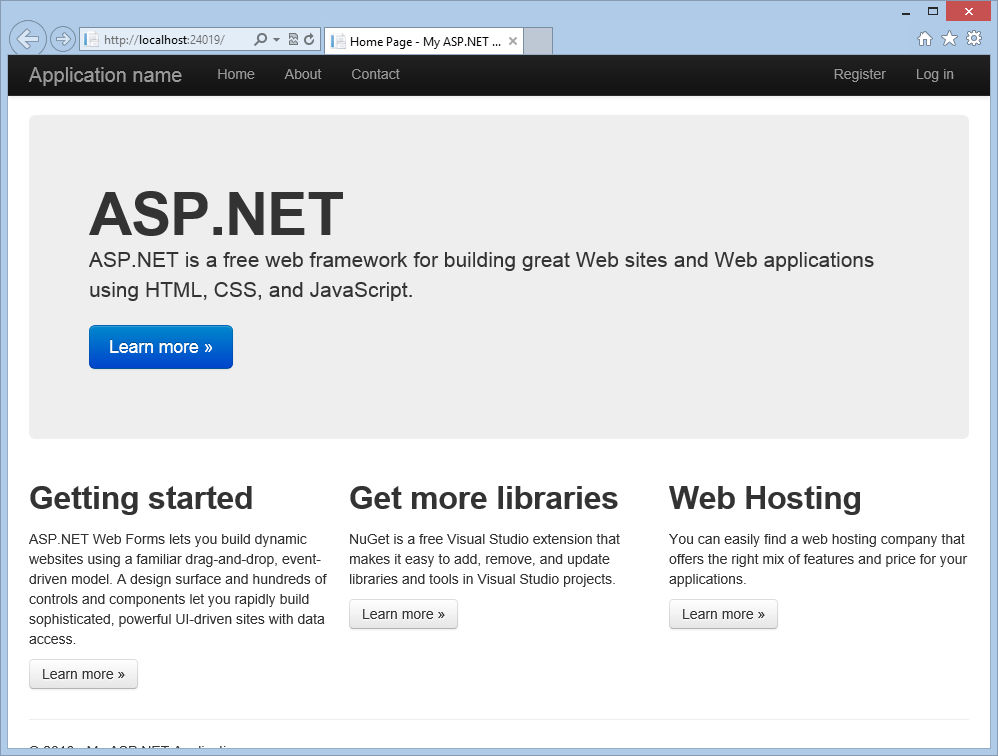 http://localhost:24019/
Home Page - My ASP.NET ...
Application name
Home
About
Contact
Register
Log in
ASP.NET
ASP.NET is a free web framework for building great Web sites and Web applications
using HTML, CSS, and JavaScript.
Learn more »
Getting started
ASP.NET Web Forms lets you build dynamic
websites using a familiar drag-and-drop, event-
driven model. A design surface and hundreds of
controls and components let you rapidly build
sophisticated, powerful UI-driven sites with data
access.
Learn more »
Get more libraries
NuGet is a free Visual Studio extension that
makes it easy to add, remove, and update
libraries and tools in Visual Studio projects.
Learn more »
Web Hosting
You can easily find a web hosting company that
offers the right mix of features and price for your
applications.
Learn more »
My ASP.NET Application